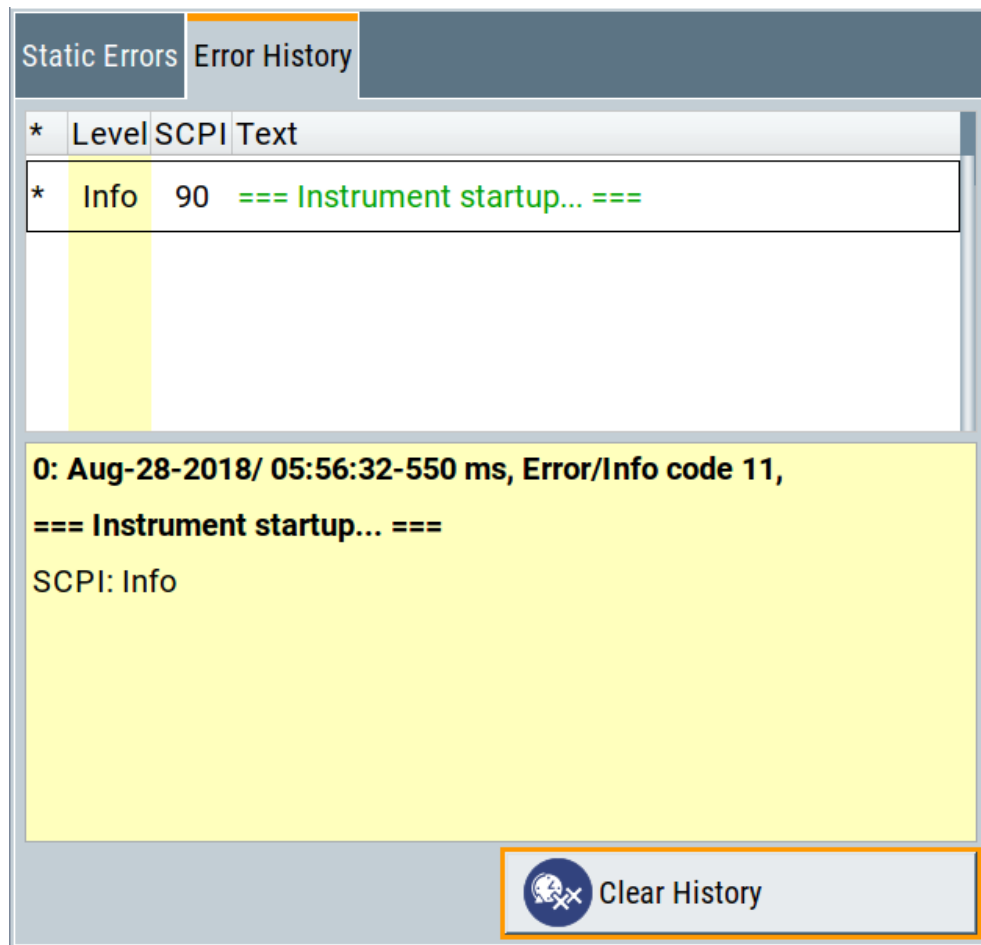 Static Errors Error History
* Level SCPI Text
* Info 90 === Instrument startup... ===
0: Aug-28-2018/ 05:56:32-550 ms, Error/Info code 11,
=== Instrument startup... ===
SCPI: Info
Clear History